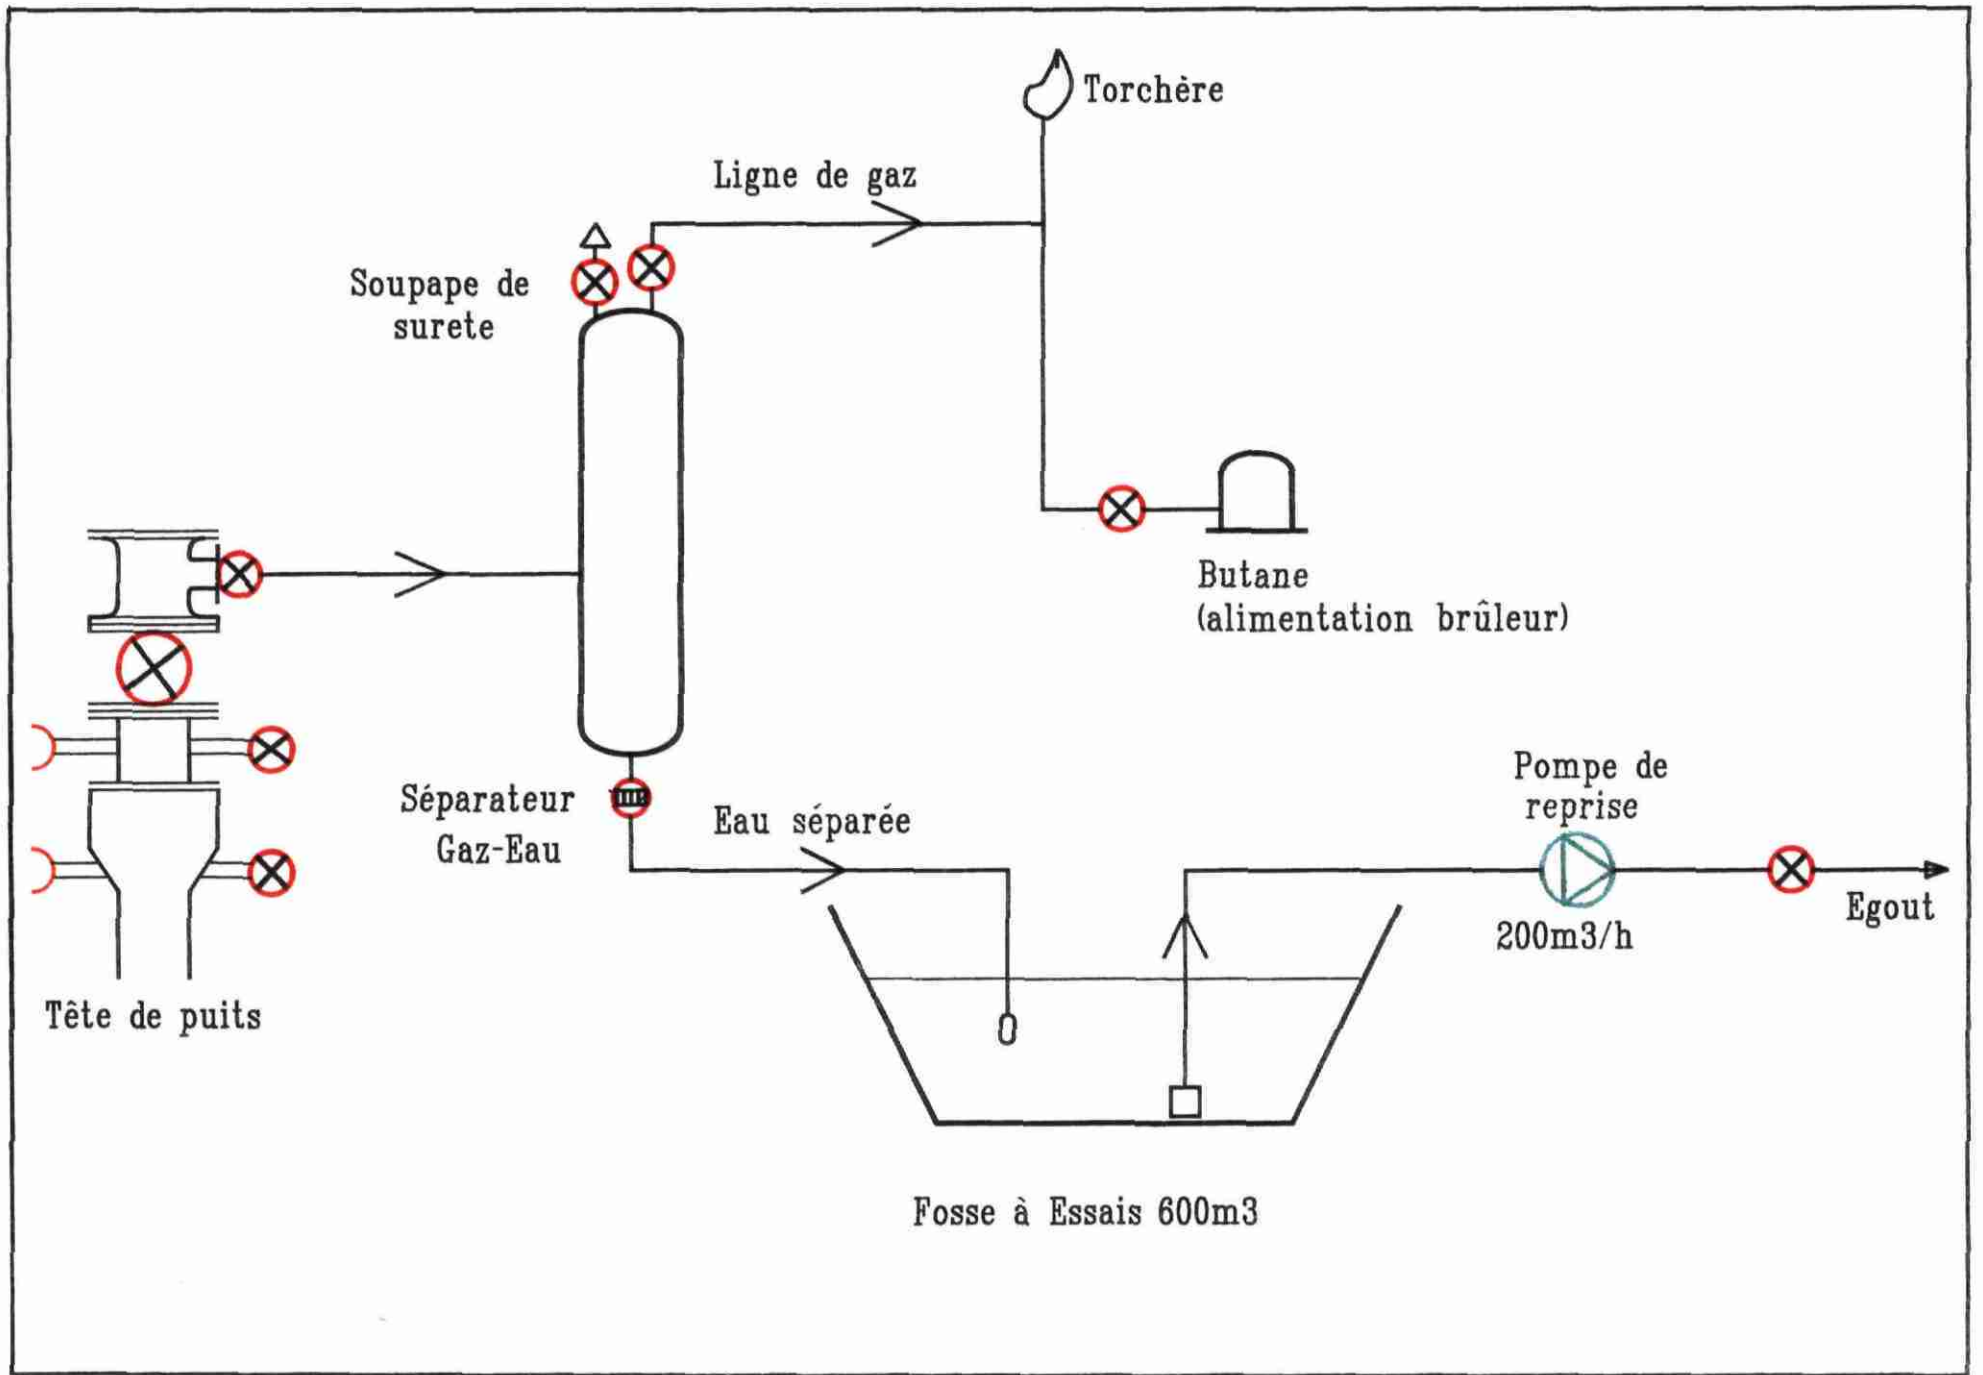 Torchère
Ligne de gaz
Soupape de
surete
Butane
(alimentation brûleur)
Séparateur
Gaz-Eau
Eau séparée
Pompe de
reprise
200m3/h
Egout
Tête de puits
Fosse à Essais 600m3